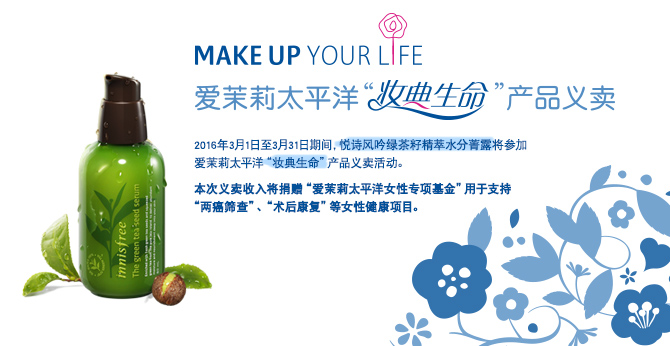 MAKE UP YOUR LIFE
爱茉莉太平洋“妆典生命”产品义卖
2016年3月1日至3月31日期间，悦诗风吟绿茶籽精萃水分菁露将参加
爱茉莉太平洋“妆典生命”产品义卖活动。
本次义卖收入将捐赠“爱茉莉太平洋女性专项基金”用于支持
“两癌筛查”、“术后康复”等女性健康项目。
innisfree
The green tea seed serum